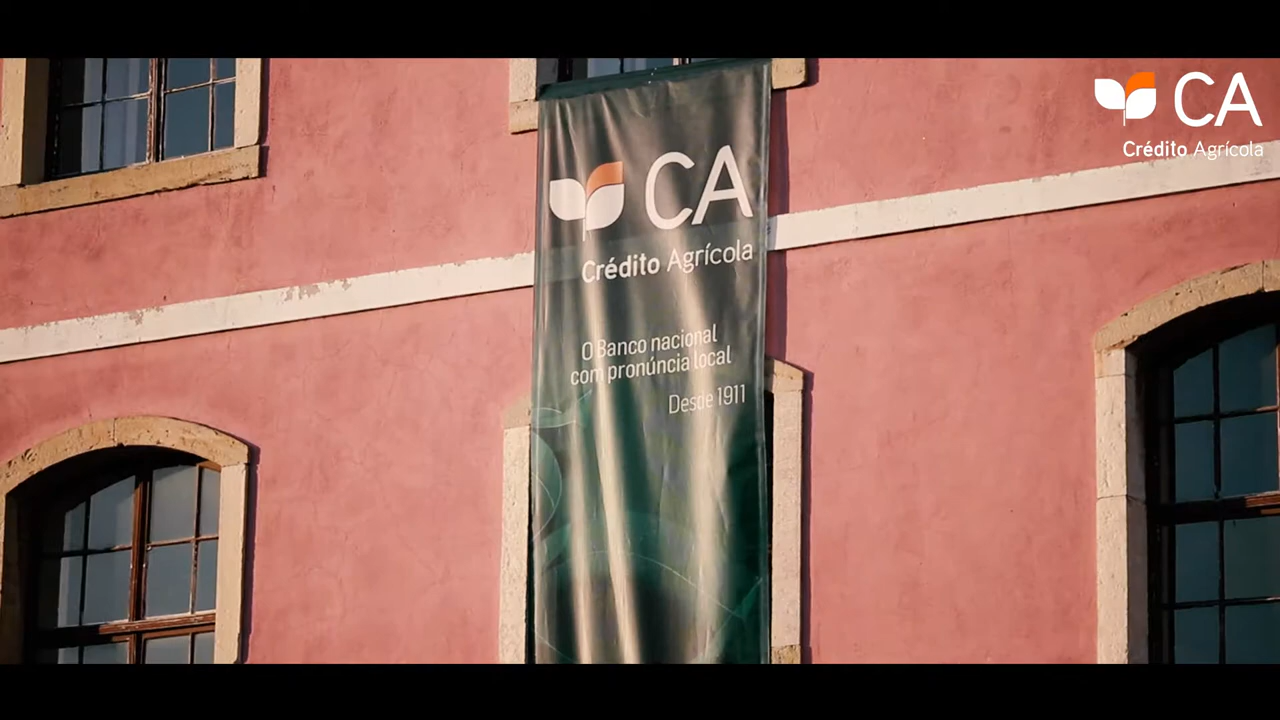 CA
Crédito Agrícola
CA
Crédito Agrícola
O Banco nacional
com pronúncia local
Desde 1911